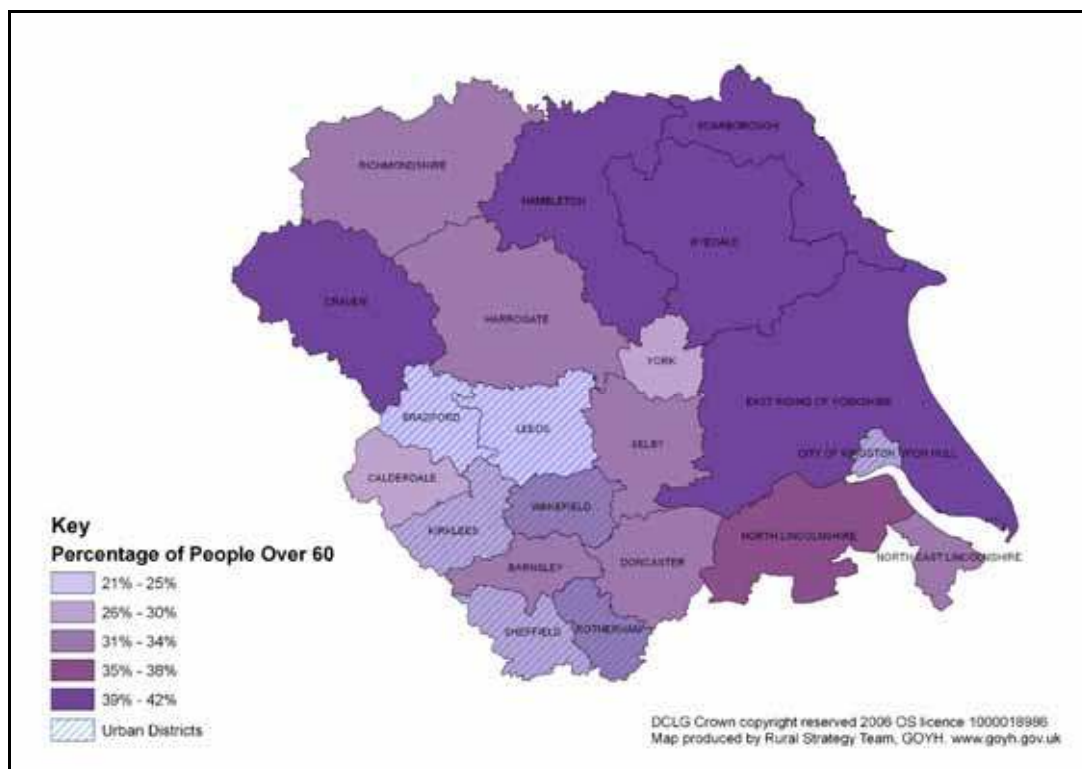 SCARBOROUGH
RICHMONDSHIRE
HAMBLETON
RYEDALE
CRAVEN
HARROGATE
YORK
EAST RIDING OF YORKSHIRE
BRADFORD
LEEDS
SELBY
CITY OF KINGSTON UPON HULL
CALDERDALE
WAKEFIELD
KIRKLEES
NORTH LINCOLNSHIRE
NORTH EAST LINCOLNSHIRE
BARNSLEY
DONCASTER
SHEFFIELD
ROTHERHAM
Key
Percentage of People Over 60
21% - 25%
26% - 30%
31% - 34%
35% - 38%
39% - 42%
Urban Districts
DCLG Crown copyright reserved 2006 OS licence 1000018986
Map produced by Rural Strategy Team, GOYH. www.goyh.gov.uk